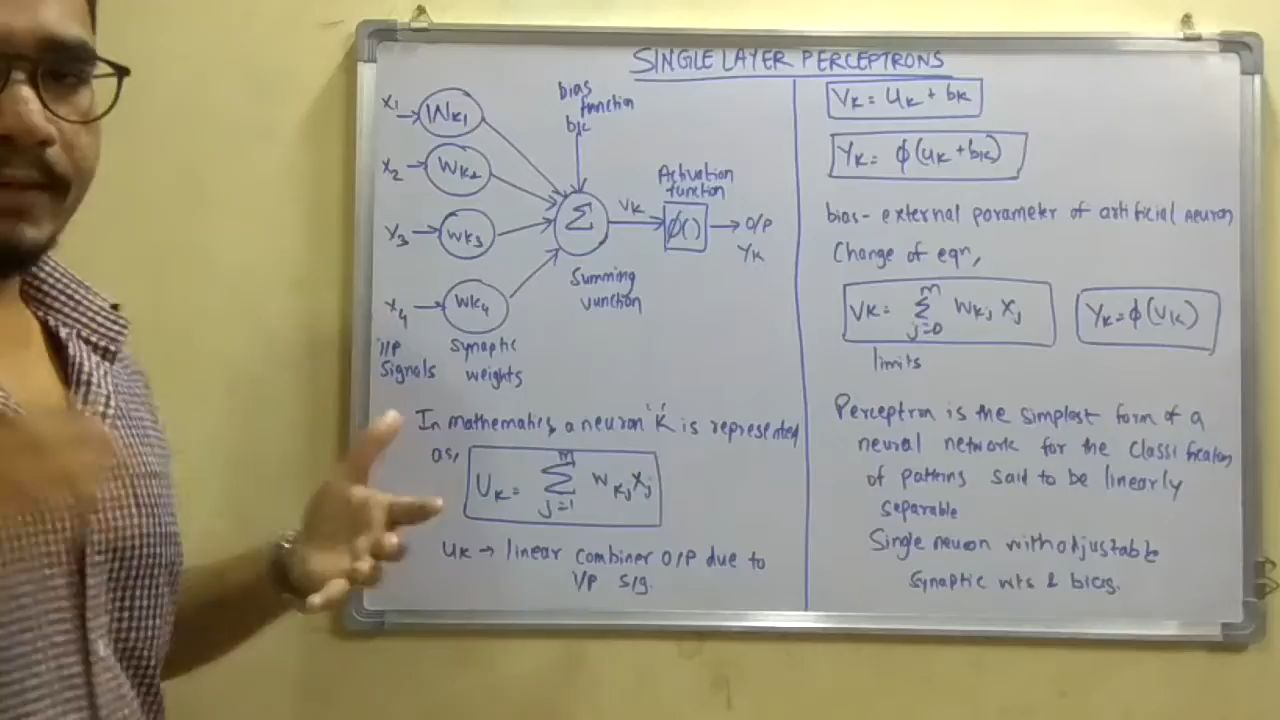 SINGLE LAYER PERCEPTRONS
bias
function
bk
x1
Wk1
x2
Wk2
x3
Wk3
x4
Wk4
I/P
signals
Synaptic
weights
Σ
Summing
Vunction
VK
Activation
function
ϕ()
O/P
YK
In mathematics, a neuron 'K' is represented
as,
UK = Σ m j=1 WKj Xj
UK → linear combiner O/P due to
I/P sig.
VK = UK + bK
YK = ϕ(UK + bK)
bias - external parameter of artificial neuron
Change of eqn,
VK = Σ m j=0 WKj Xj
YK = ϕ(VK)
limits
Perceptron is the simplest form of a
neural network for the classification
of patterns said to be linearly
separable
Single neuron with adjustable
Synaptic wts & bias.